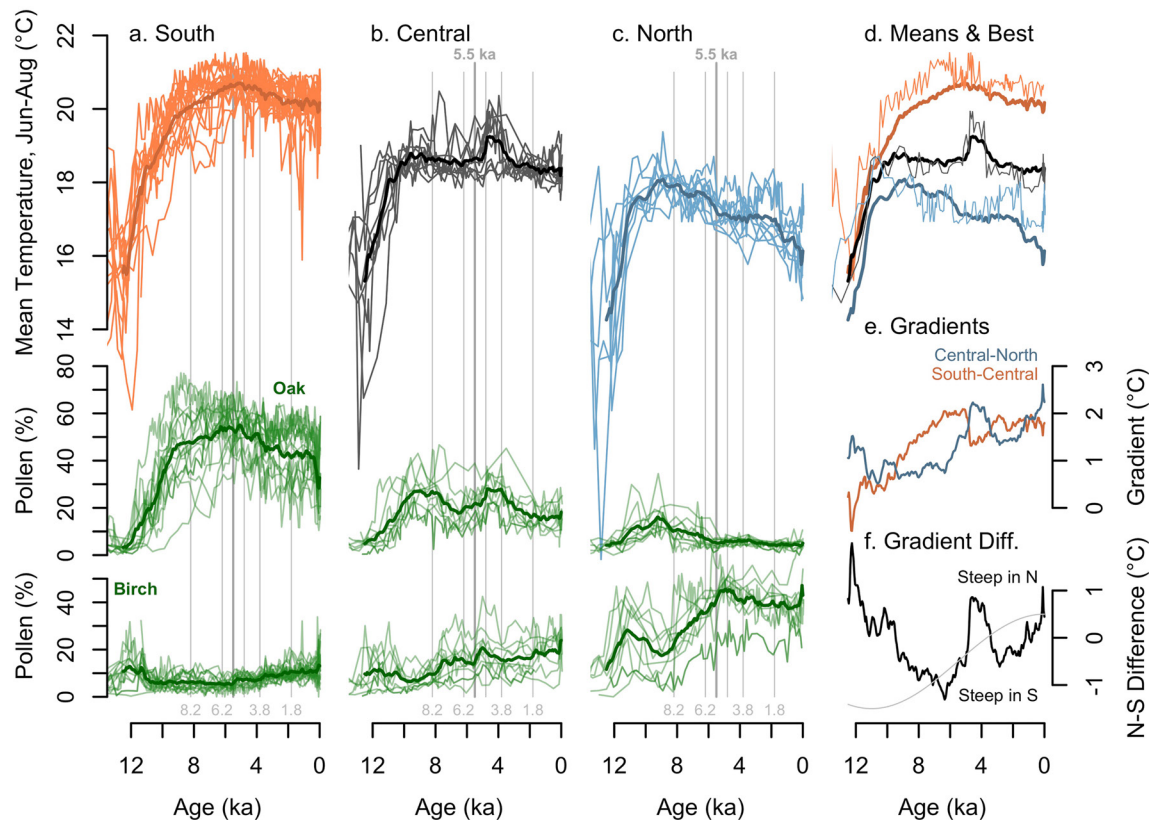 a. South
b. Central
c. North
d. Means & Best
5.5 ka
5.5 ka
Mean Temperature, Jun-Aug (°C)
22
20
18
16
14
e. Gradients
Central-North
South-Central
Gradient (°C)
3
2
1
0
Pollen (%)
80
60
40
20
0
Oak
f. Gradient Diff.
Steep in N
Steep in S
N-S Difference (°C)
1
0
-1
Pollen (%)
40
20
0
Birch
8.2 6.2 3.8 1.8
8.2 6.2 3.8 1.8
8.2 6.2 3.8 1.8
12 8 4 0
12 8 4 0
12 8 4 0
12 8 4 0
Age (ka)
Age (ka)
Age (ka)
Age (ka)